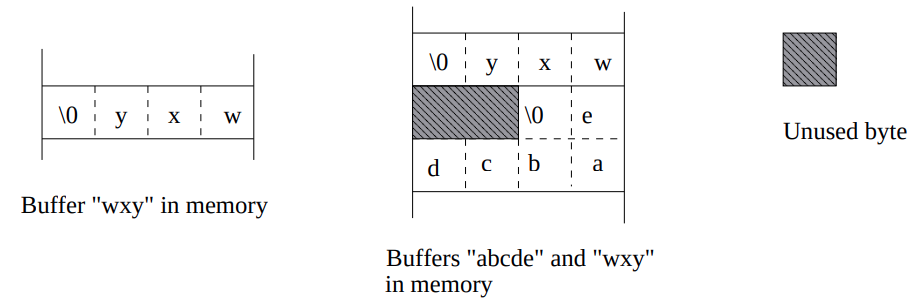 \0 y x w
Buffer "wxy" in memory
\0 y x w
\0 e
d c b a
Buffers "abcde" and "wxy"
in memory
Unused byte